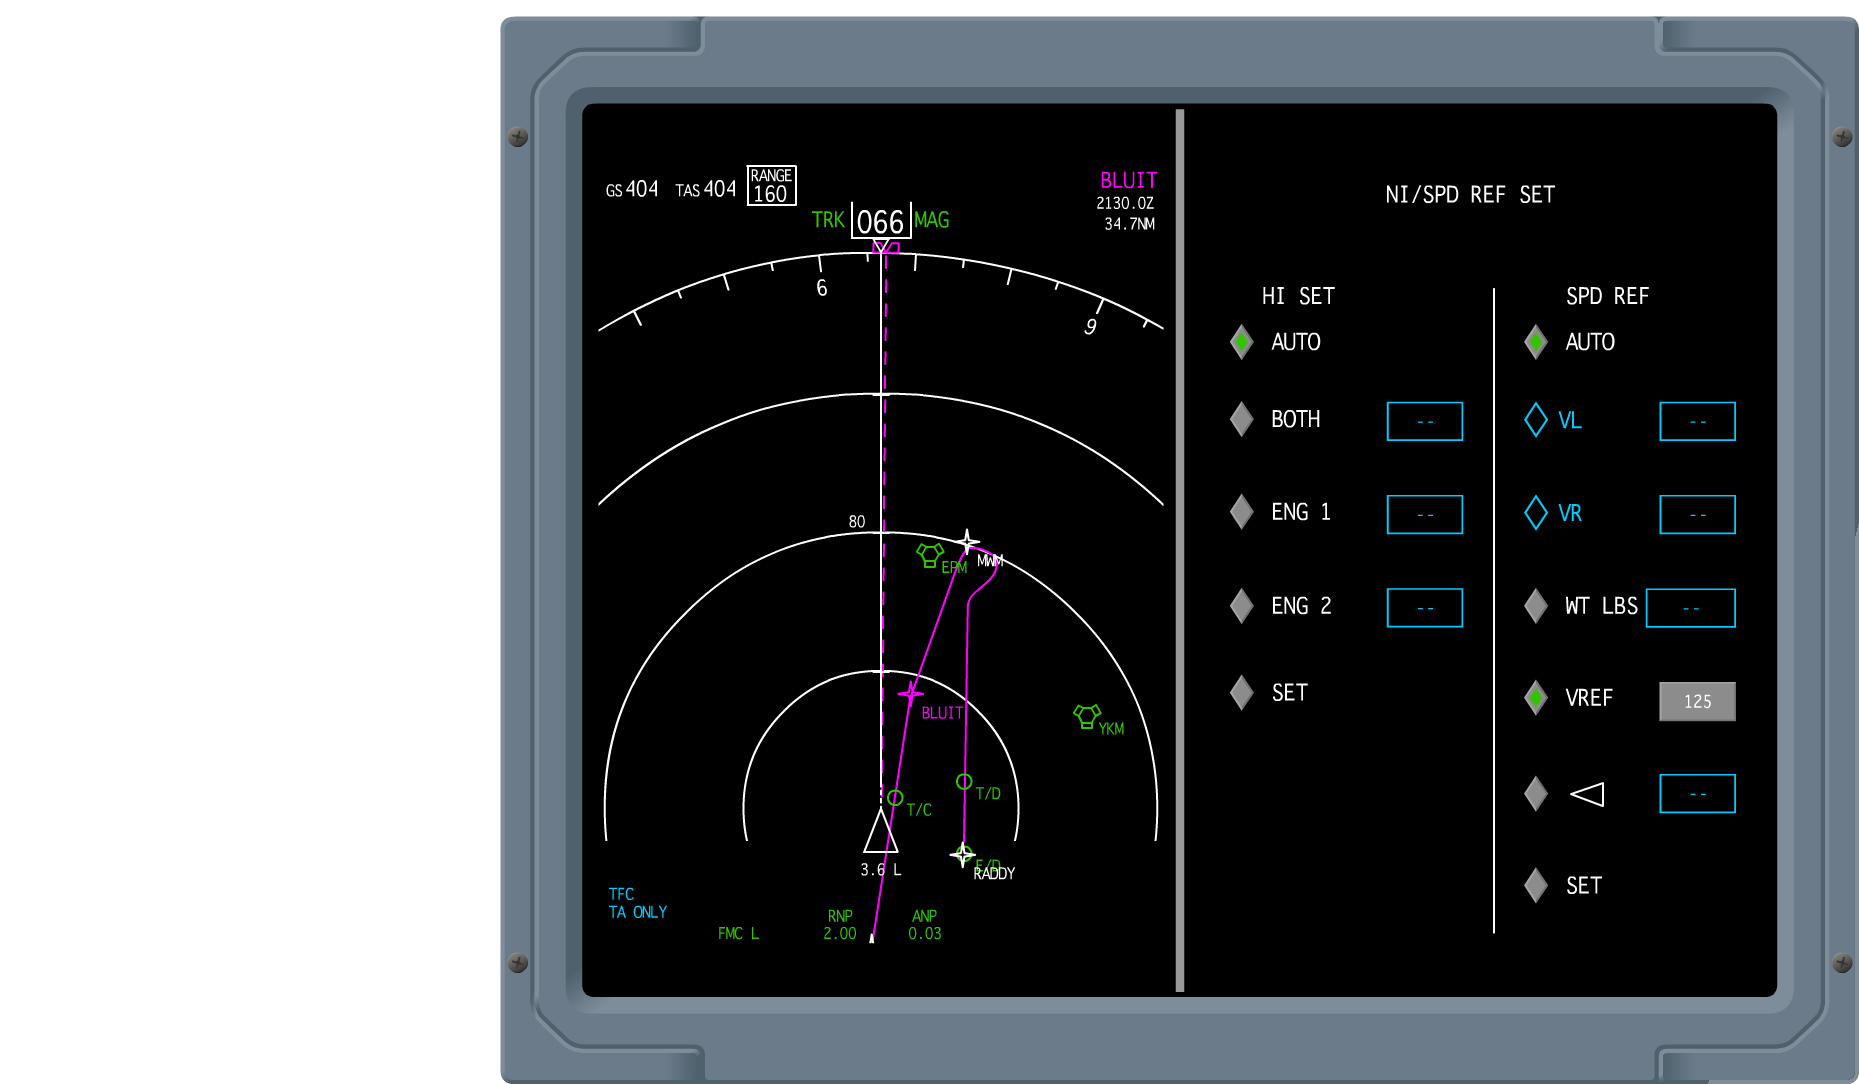 GS 404 TAS 404 RANGE 160
TRK 066 MAG
BLUIT
2130.0Z
34.7NM
6
9
80
EPM
MWM
BLUIT
YKM
T/C
T/D
E/D
RADDY
3.6 L
TFC
TA ONLY
FMC L
RNP
2.00
ANP
0.03
NI/SPD REF SET
HI SET
AUTO
BOTH --
ENG 1 --
ENG 2 --
SET
SPD REF
AUTO
VL --
VR --
WT LBS --
VREF 125
--
SET